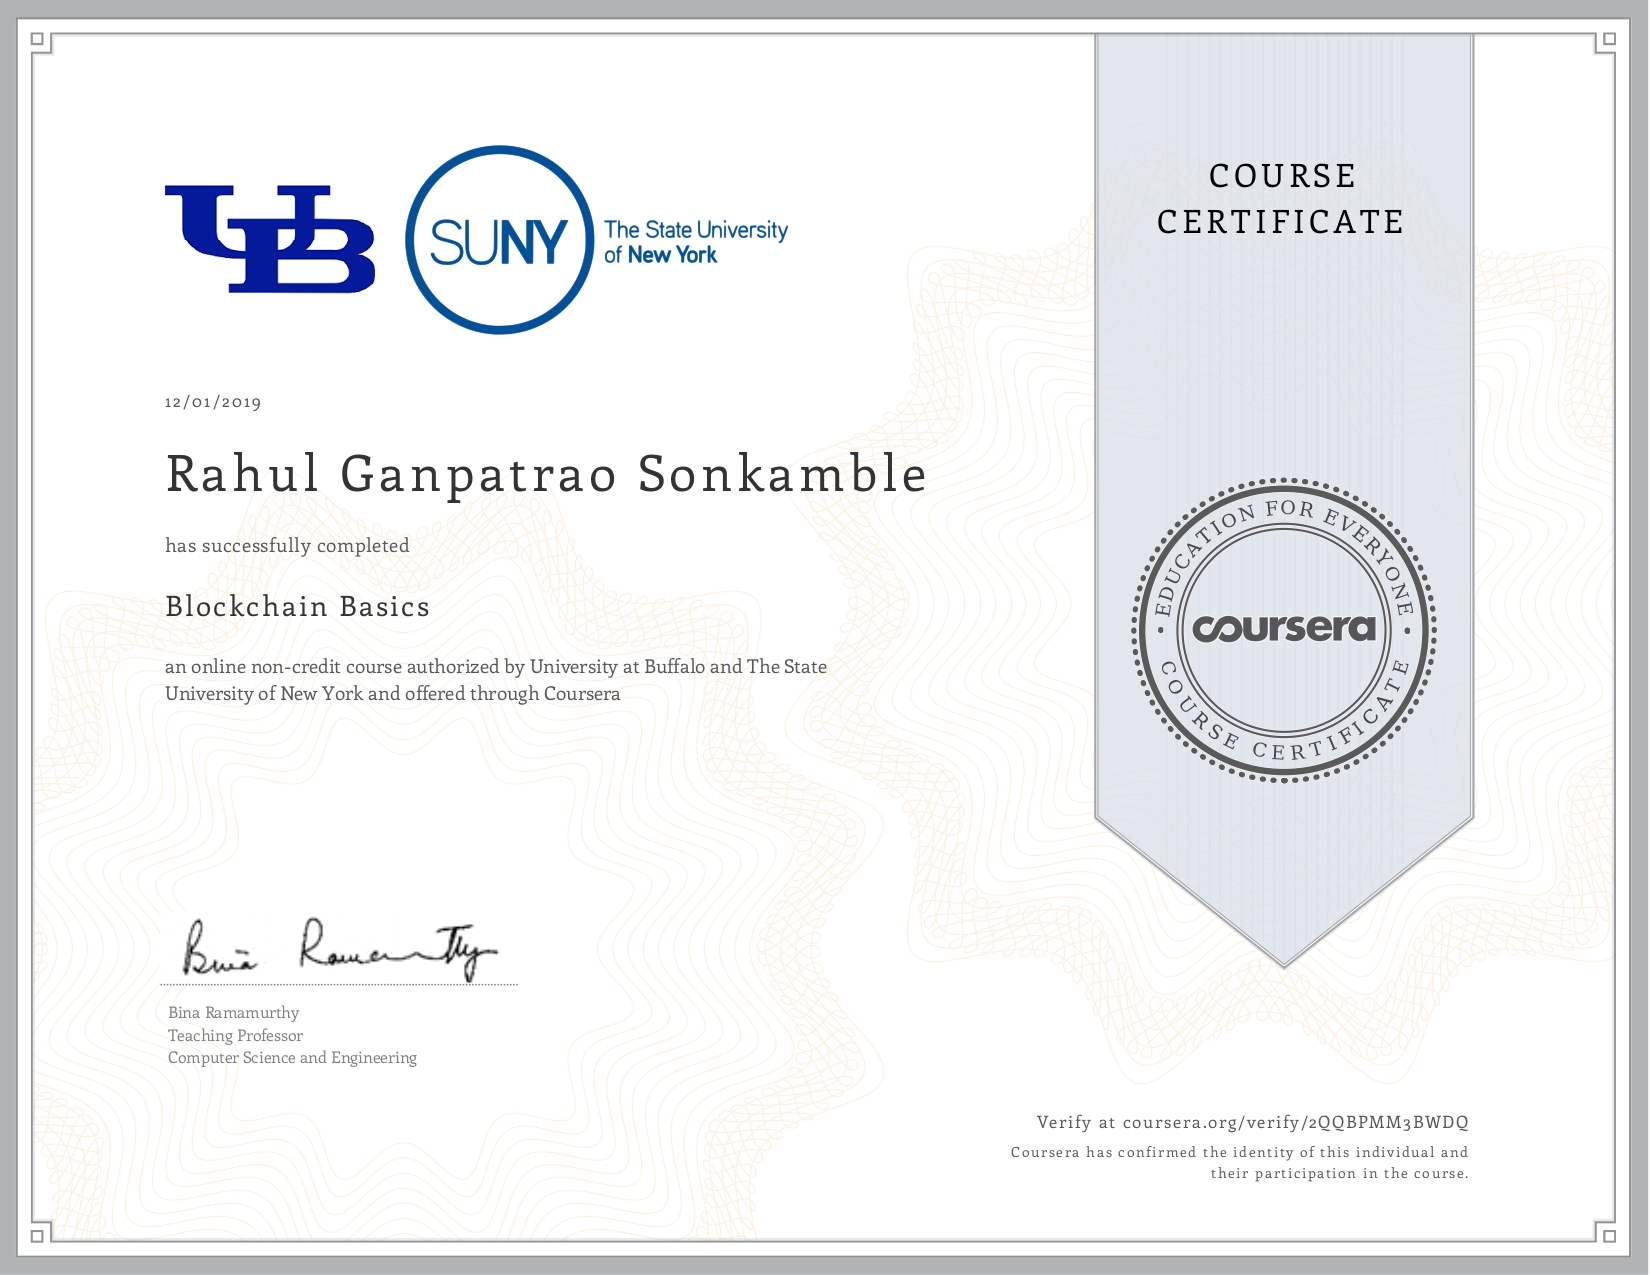 UB
SUNY
The State University
of New York
COURSE
CERTIFICATE
12/01/2019
Rahul Ganpatrao Sonkamble
has successfully completed
Blockchain Basics
an online non-credit course authorized by University at Buffalo and The State
University of New York and offered through Coursera
EDUCATION FOR EVERYONE
coursera
COURSE CERTIFICATE
Bina Ramamurthy
Bina Ramamurthy
Teaching Professor
Computer Science and Engineering
Verify at coursera.org/verify/2QQBPMM3BWDQ
Coursera has confirmed the identity of this individual and
their participation in the course.